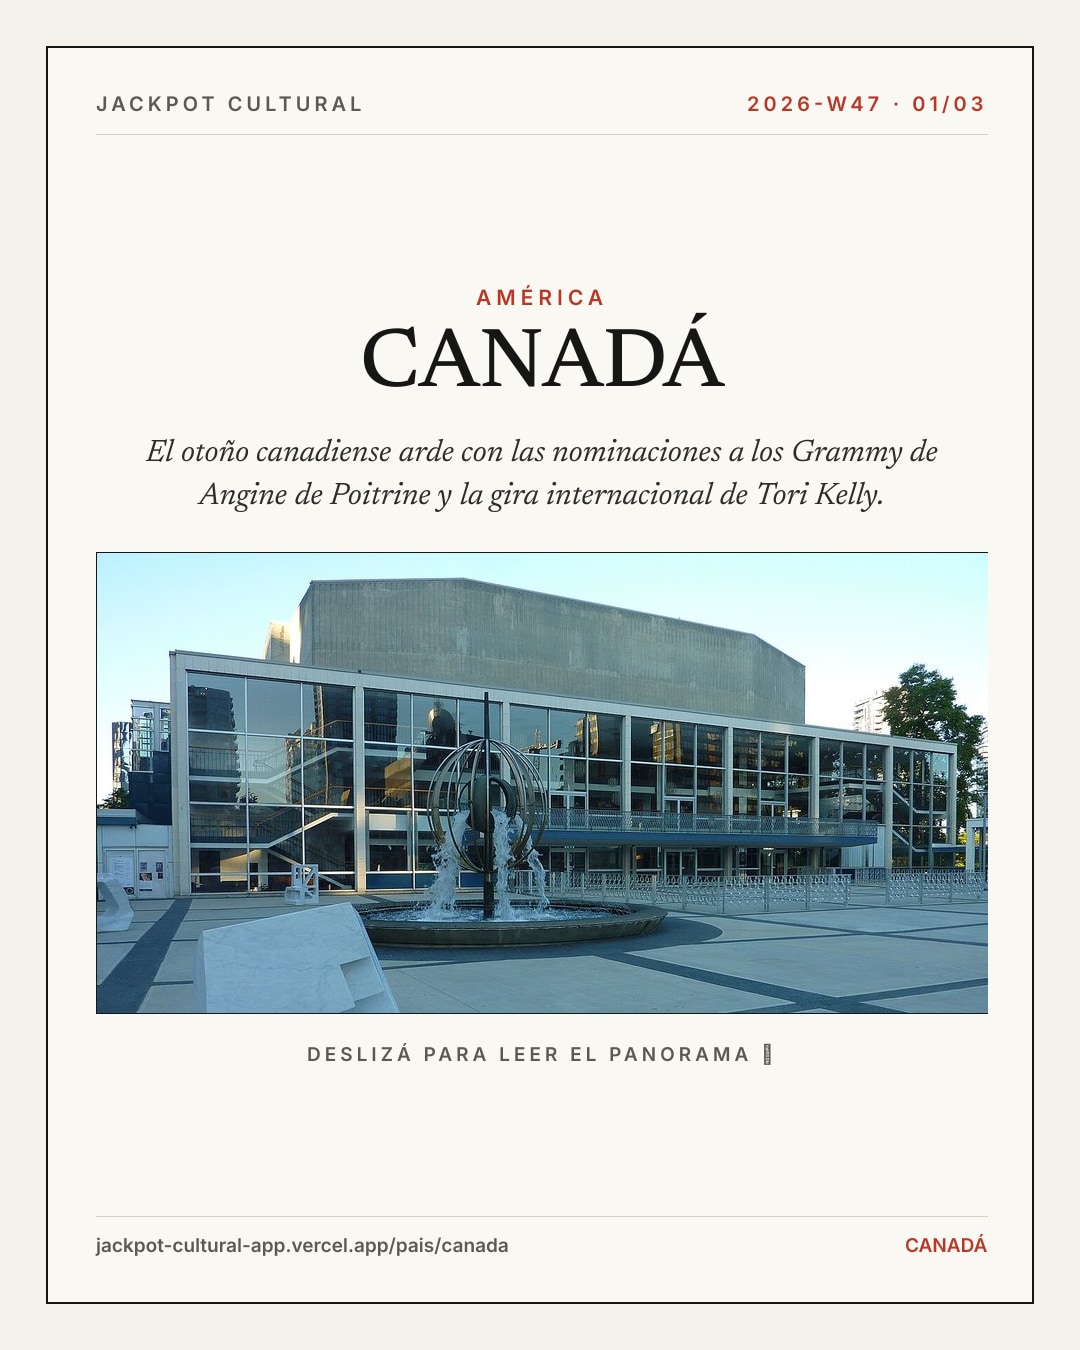 JACKPOT CULTURAL
2026-W47 · 01/03
AMÉRICA
CANADÁ
El otoño canadiense arde con las nominaciones a los Grammy de
Angine de Poitrine y la gira internacional de Tori Kelly.
DESLIZÁ PARA LEER EL PANORAMA
jackpot-cultural-app.vercel.app/pais/canada
CANADÁ